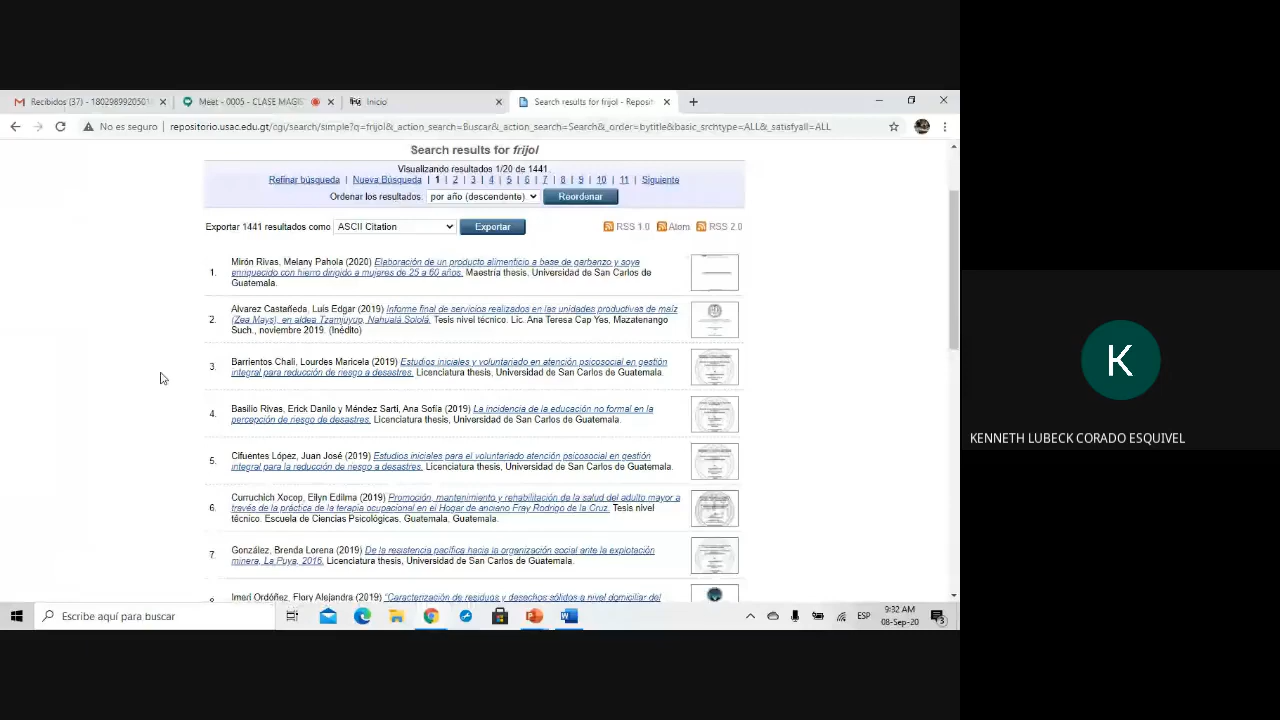 Recibidos (37) - 1802989920501
Meet - 0005 - CLASE MAGIS
Inicio
Search results for frijol - Reposit
No es seguro | repositorio.usac.edu.gt/cgi/search/simple?q=frijol&_action_search=Buscar&_action_search=Search&_order=bytitle&basic_srchtype=ALL&_satisfyall=ALL
Search results for frijol
Visualizando resultados 1/20 de 1441.
Refinar búsqueda | Nueva Búsqueda | 1 | 2 | 3 | 4 | 5 | 6 | 7 | 8 | 9 | 10 | 11 | Siguiente
Ordenar los resultados. por año (descendente) Reordenar
Exportar 1441 resultados como ASCII Citation Exportar RSS 1.0 Atom RSS 2.0
1. Mirón Rivas, Melany Pahola (2020) Elaboración de un producto alimenticio a base de garbanzo y soya
enriquecido con hierro dirigido a mujeres de 25 a 60 años. Maestría thesis, Universidad de San Carlos de
Guatemala.
2. Alvarez Castañeda, Luis Edgar (2019) Informe final de servicios realizados en las unidades productivas de maíz
(Zea Mays), en aldea Tzamjuyop, Nahualá Sololá. Tesis nivel técnico. Lic. Ana Teresa Cap Yes, Mazatenango
Such., noviembre 2019. (Inédito)
3. Barrientos Chali, Lourdes Maricela (2019) Estudios iniciales y voluntariado en atención psicosocial en gestión
integral para reducción de riesgo a desastres. Licenciatura thesis, Universidad de San Carlos de Guatemala.
4. Basilio Rivas, Erick Danilo y Méndez Sarti, Ana Sofia (2019) La incidencia de la educación no formal en la
percepción de riesgo de desastres. Licenciatura thesis, Universidad de San Carlos de Guatemala.
5. Cifuentes López, Juan José (2019) Estudios iniciales es el voluntariado atención psicosocial en gestión
integral para la reducción de riesgo a desastres. Licenciatura thesis, Universidad de San Carlos de Guatemala.
6. Curruchich Xocop, Eilyn Edilma (2019) Promoción, mantenimiento y rehabilitación de la salud del adulto mayor a
través de la práctica de la terapia ocupacional en el Hogar de anciano Fray Rodrigo de la Cruz. Tesis nivel
técnico. Escuela de Ciencias Psicológicas, Guatemala, Guatemala.
7. González, Brenda Lorena (2019) De la resistencia pacífica hacia la organización social ante la explotación
minera, La Puya, 2016. Licenciatura thesis, Universidad de San Carlos de Guatemala.
Imeri Ordóñez, Flory Alejandra (2019) "Caracterización de residuos y desechos sólidos a nivel domiciliar del
Escribe aquí para buscar
ESP
9:32 AM
08-Sep-20
3
K
KENNETH LUBECK CORADO ESQUIVEL